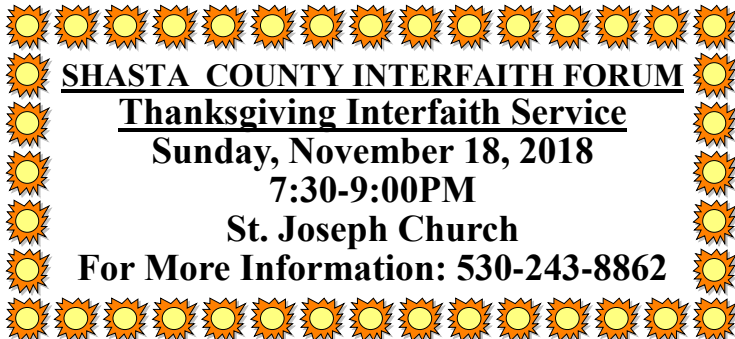 SHASTA  COUNTY INTERFAITH FORUM
Thanksgiving Interfaith Service
Sunday, November 18, 2018
7:30-9:00PM
St. Joseph Church
For More Information: 530-243-8862